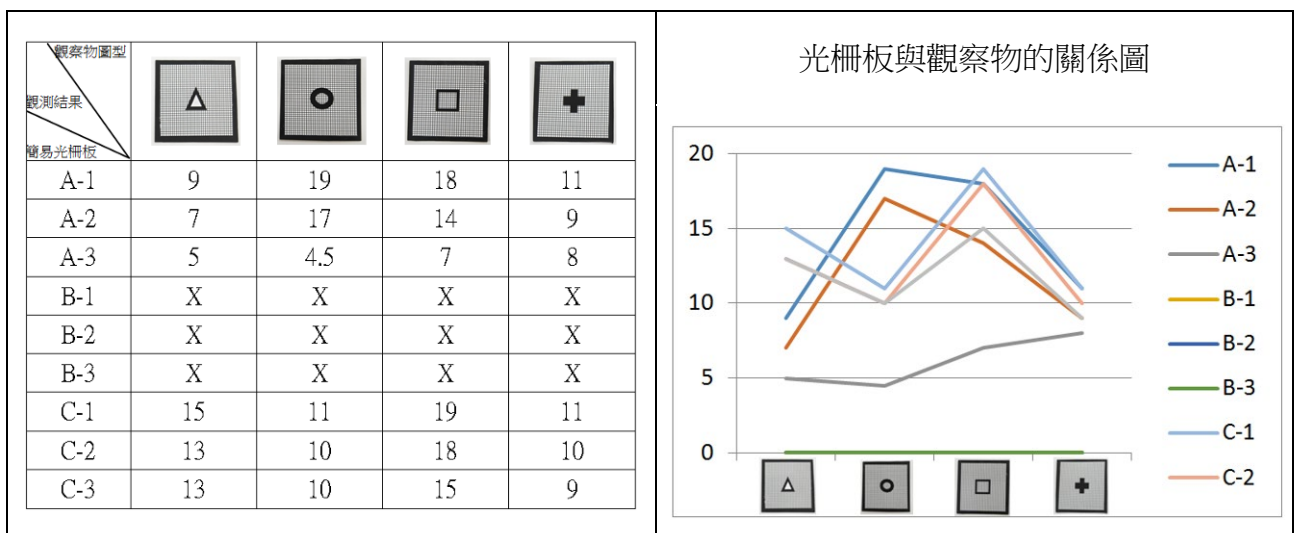 觀察物圖型
觀測結果
簡易光柵板
A-1 9 19 18 11
A-2 7 17 14 9
A-3 5 4.5 7 8
B-1 X X X X
B-2 X X X X
B-3 X X X X
C-1 15 11 19 11
C-2 13 10 18 10
C-3 13 10 15 9
光柵板與觀察物的關係圖
20
15
10
5
0
A-1
A-2
A-3
B-1
B-2
B-3
C-1
C-2